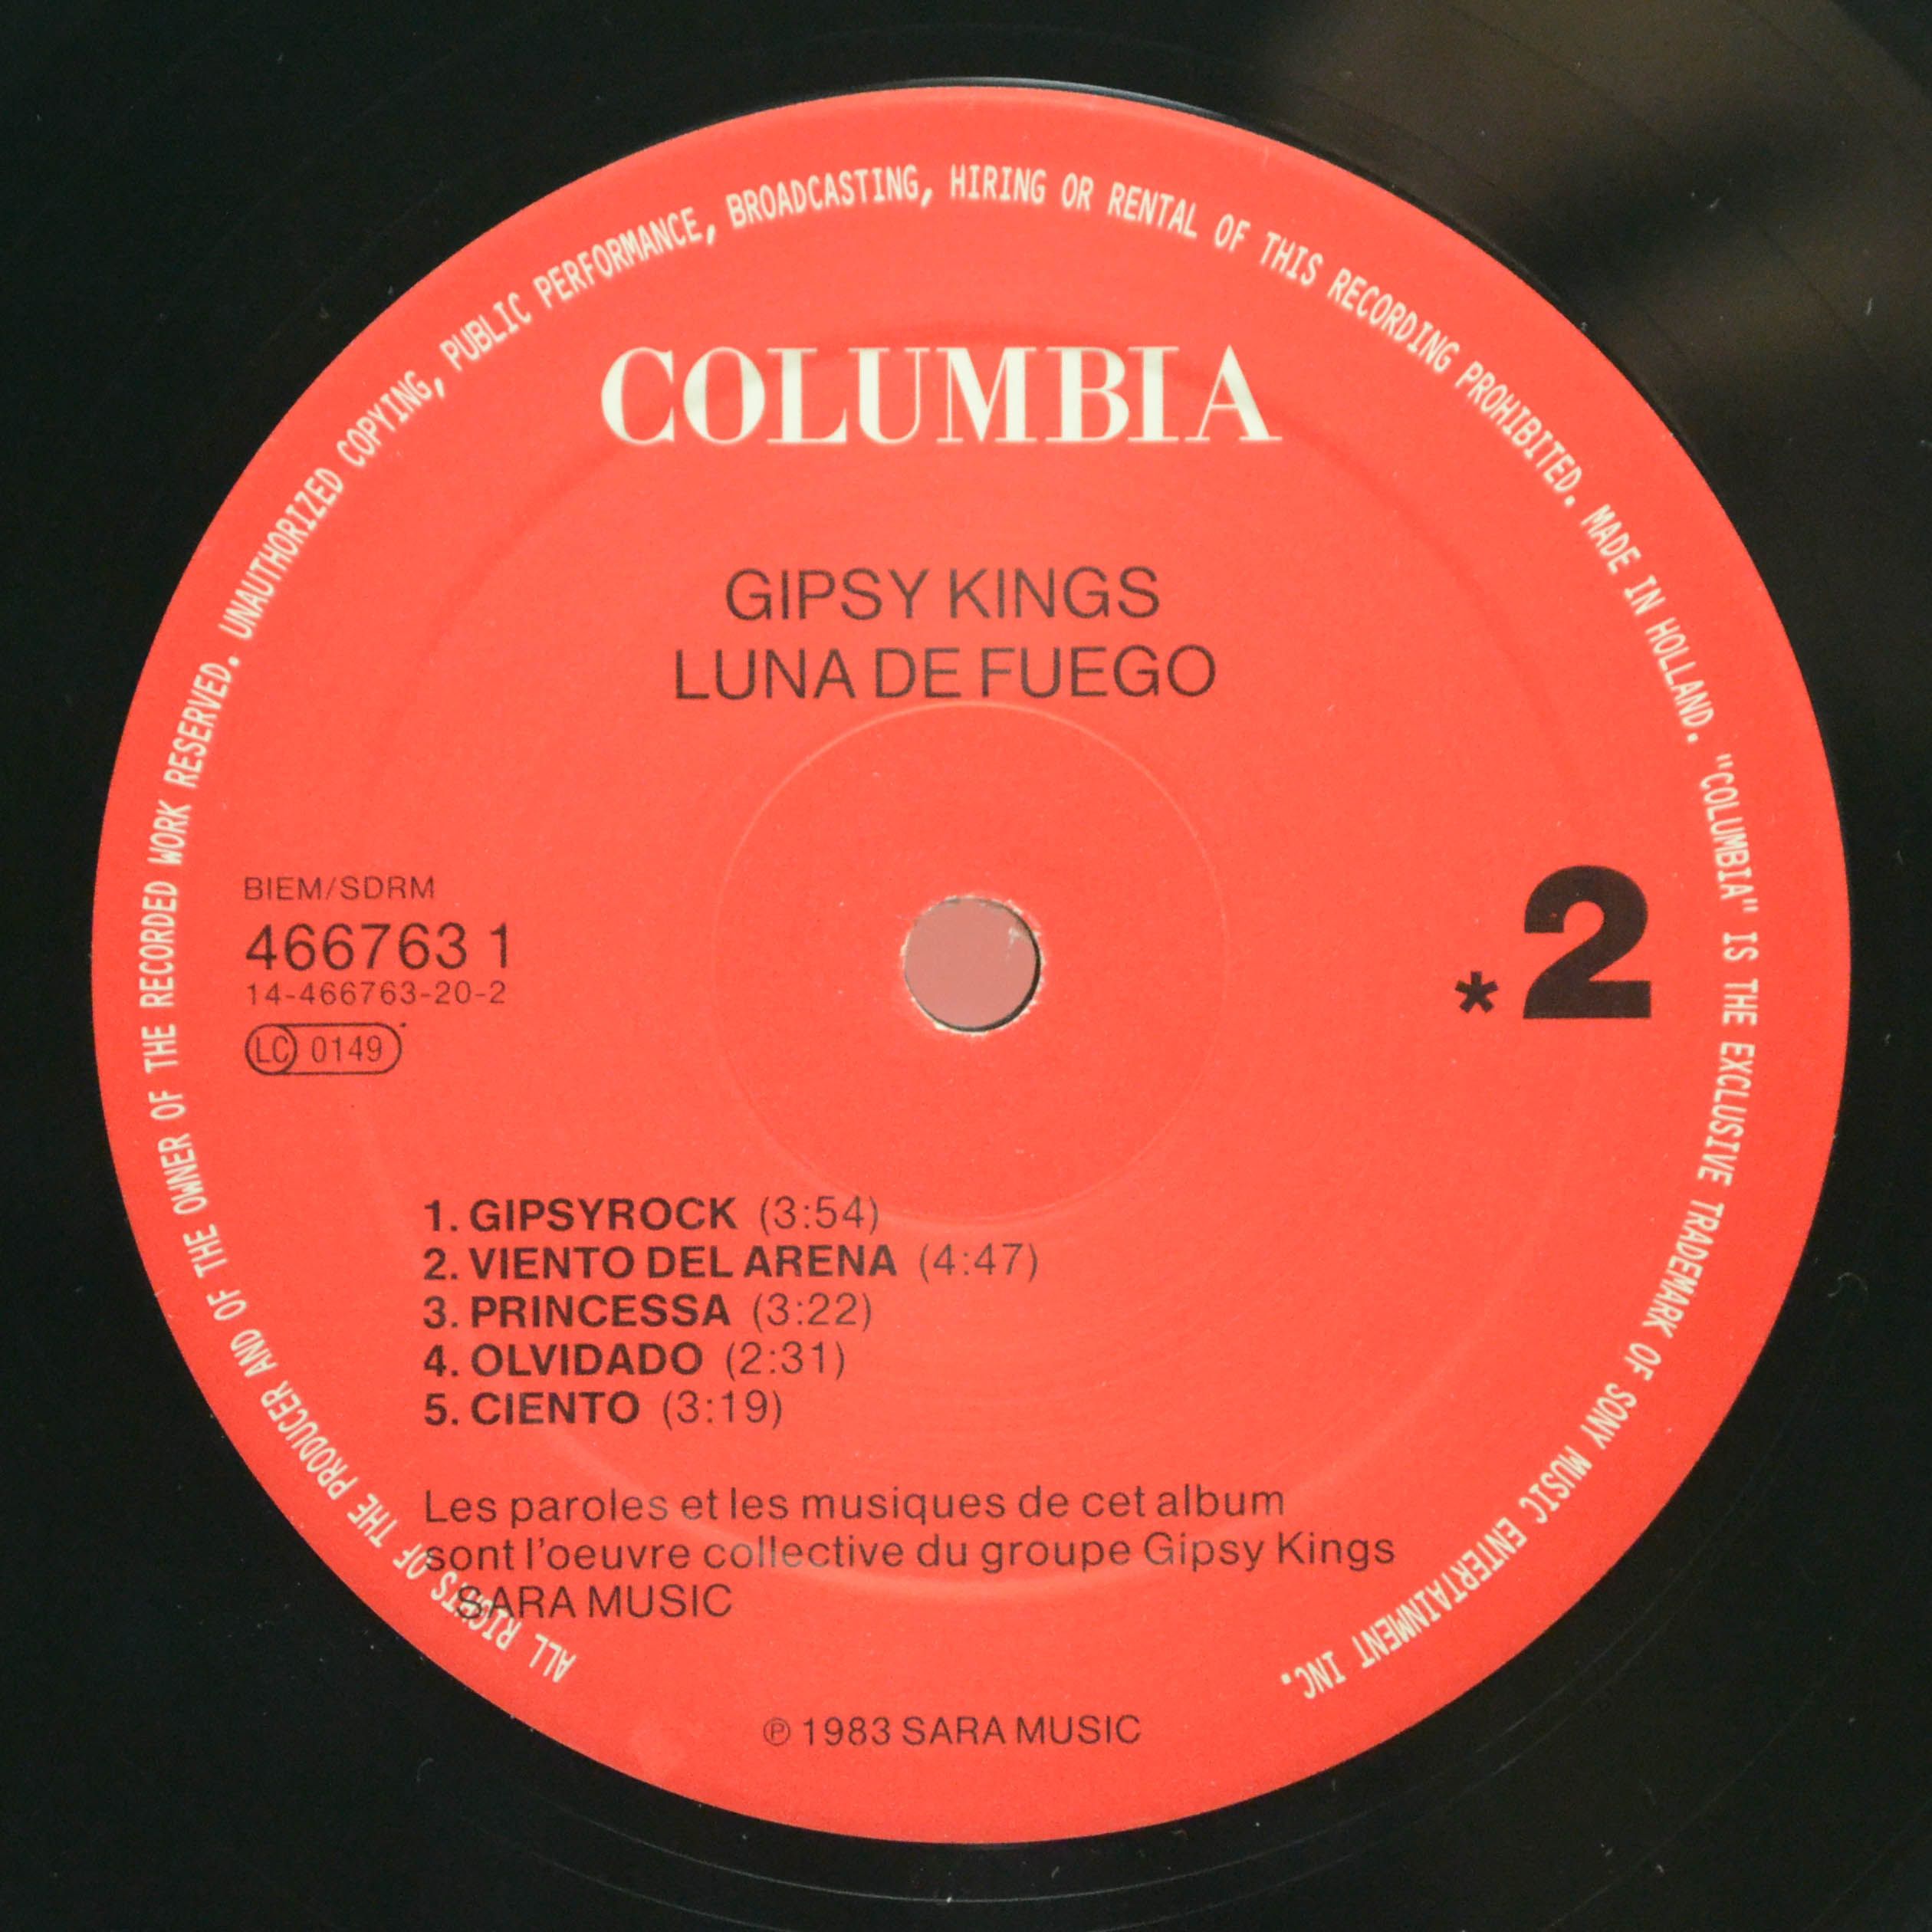 ALL RIGHTS OF THE PRODUCER AND OF THE OWNER OF THE RECORDED WORK RESERVED. UNAUTHORIZED COPYING, PUBLIC PERFORMANCE, BROADCASTING, HIRING OR RENTAL OF THIS RECORDING PROHIBITED. MADE IN HOLLAND. "COLUMBIA" IS THE EXCLUSIVE TRADEMARK OF SONY MUSIC ENTERTAINMENT INC.
COLUMBIA
GIPSY KINGS
LUNA DE FUEGO
BIEM/SDRM
466763 1
14-466763-20-2
LC 0149
*2
1. GIPSYROCK (3:54)
2. VIENTO DEL ARENA (4:47)
3. PRINCESSA (3:22)
4. OLVIDADO (2:31)
5. CIENTO (3:19)
Les paroles et les musiques de cet album
sont l'oeuvre collective du groupe Gipsy Kings
SARA MUSIC
℗ 1983 SARA MUSIC